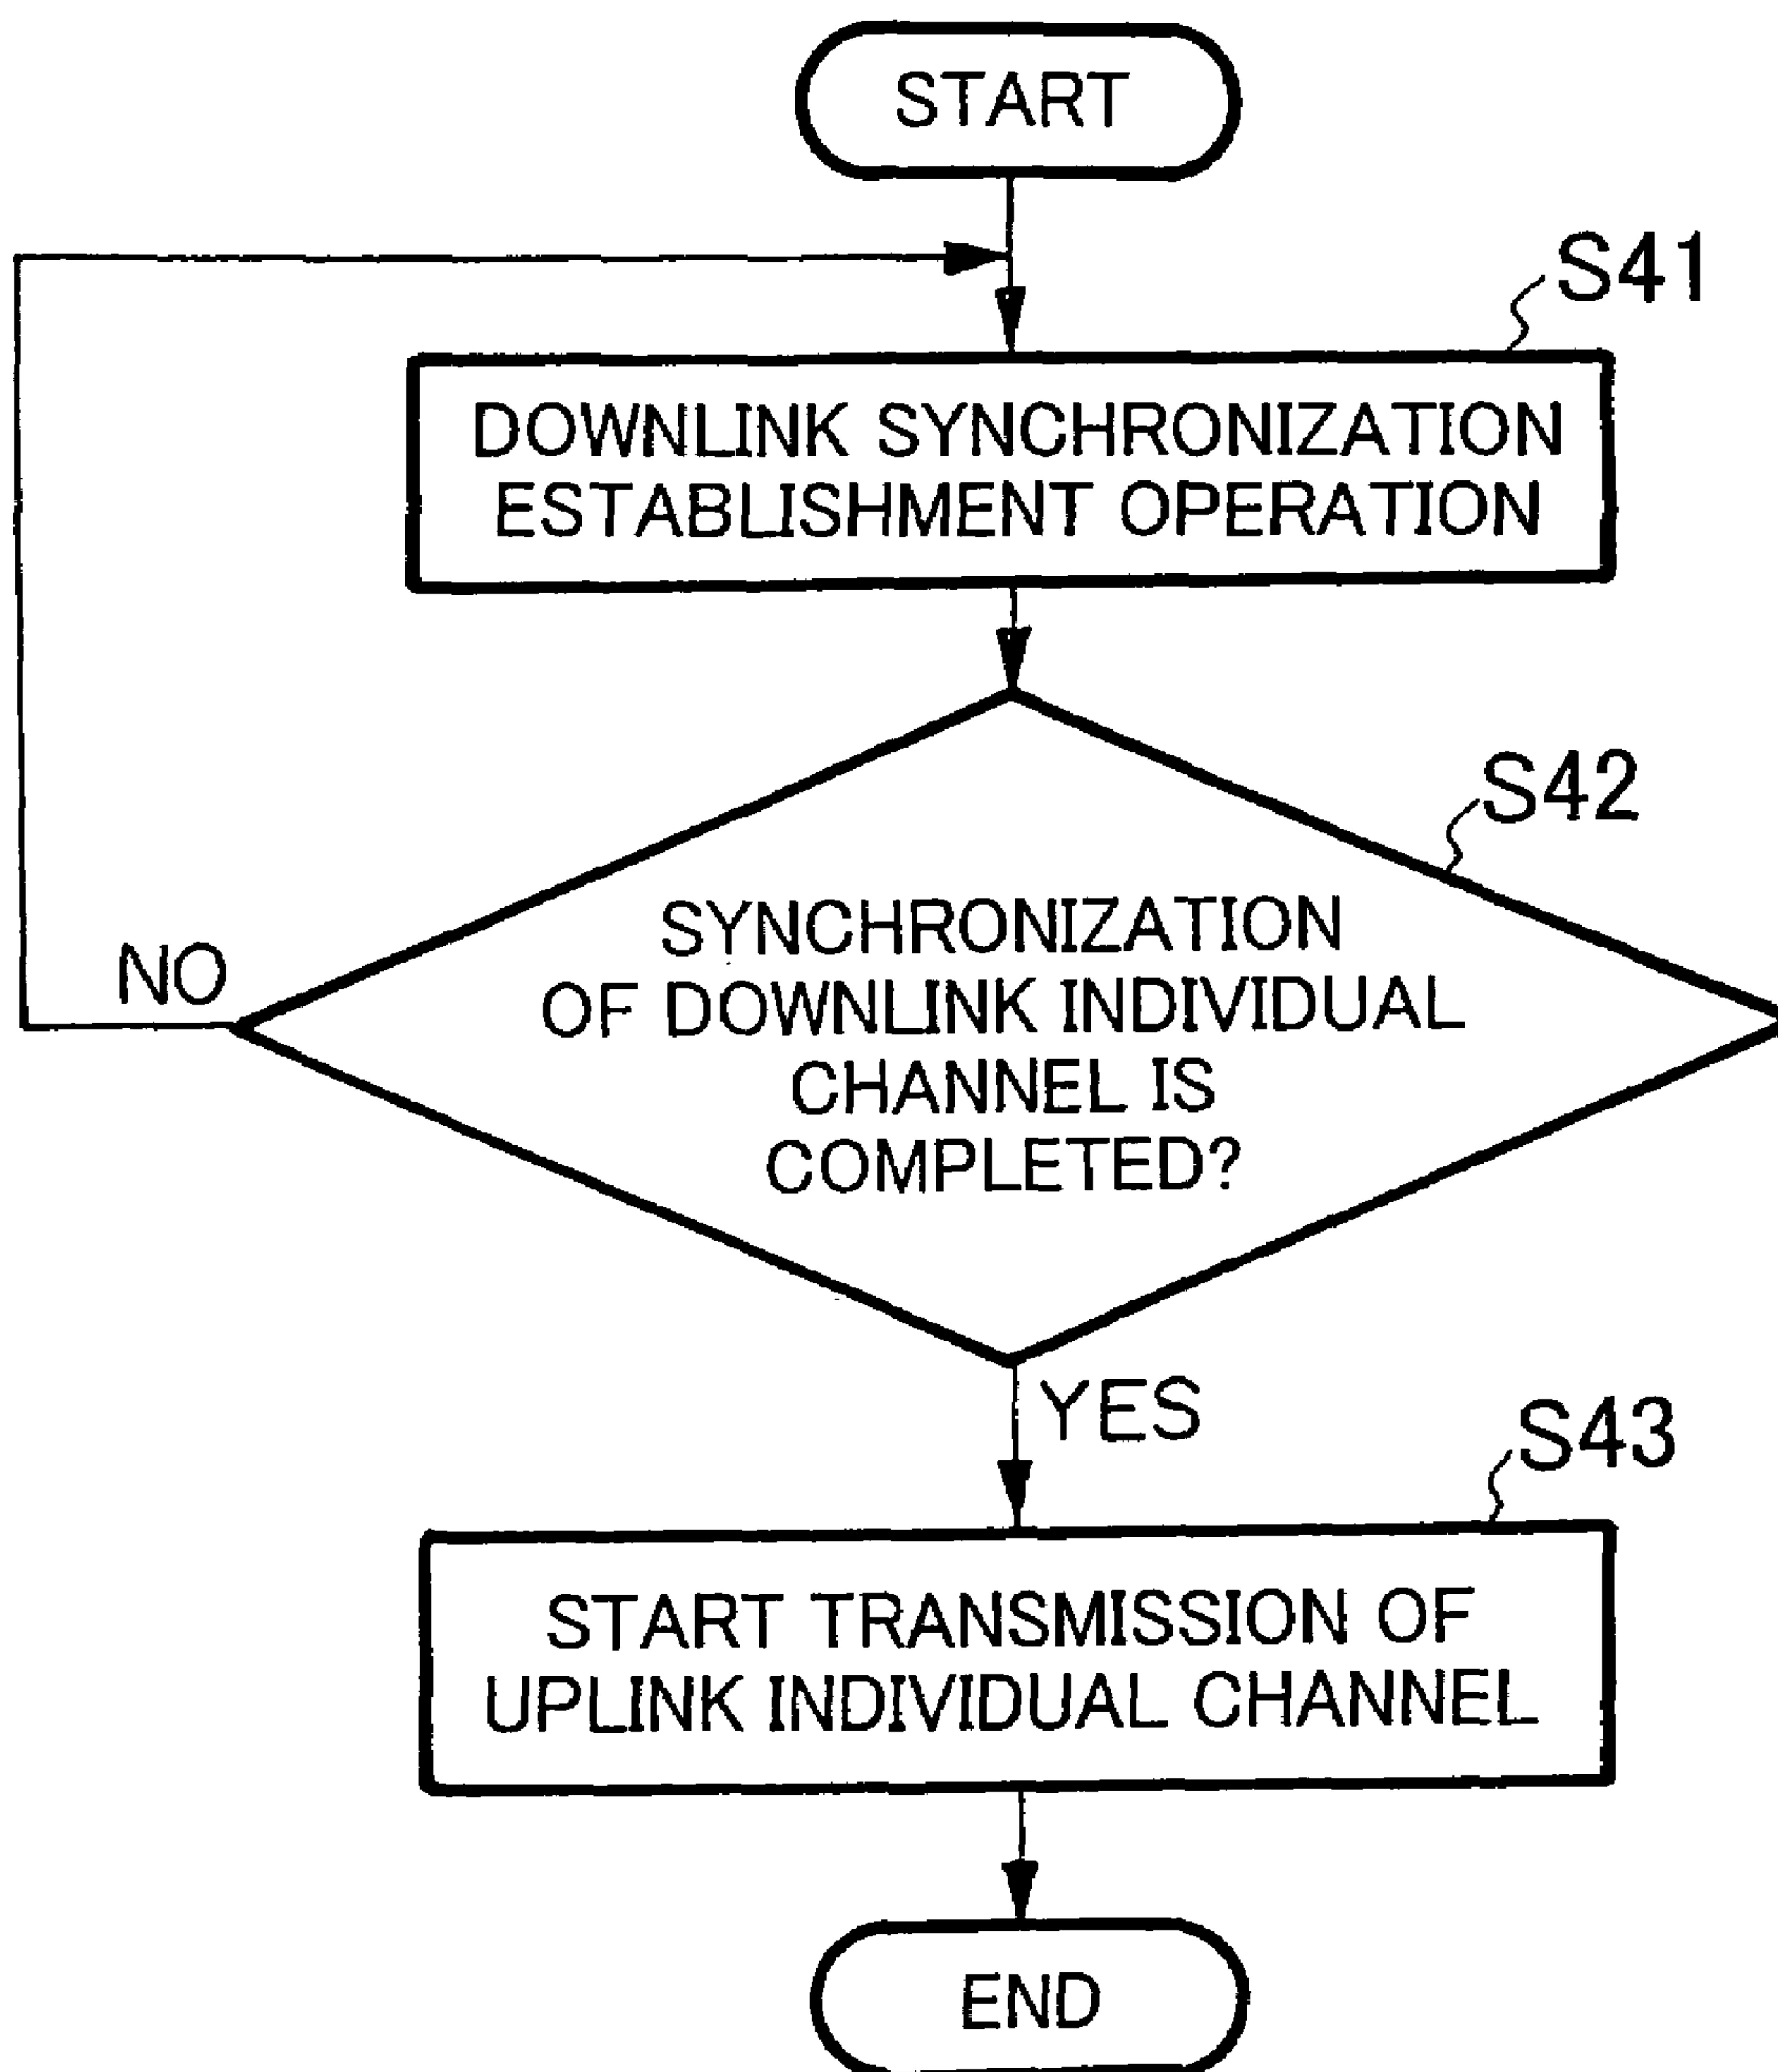 START
S41
DOWNLINK SYNCHRONIZATION
ESTABLISHMENT OPERATION
S42
SYNCHRONIZATION
OF DOWNLINK INDIVIDUAL
CHANNEL IS
COMPLETED?
NO
YES
S43
START TRANSMISSION OF
UPLINK INDIVIDUAL CHANNEL
END